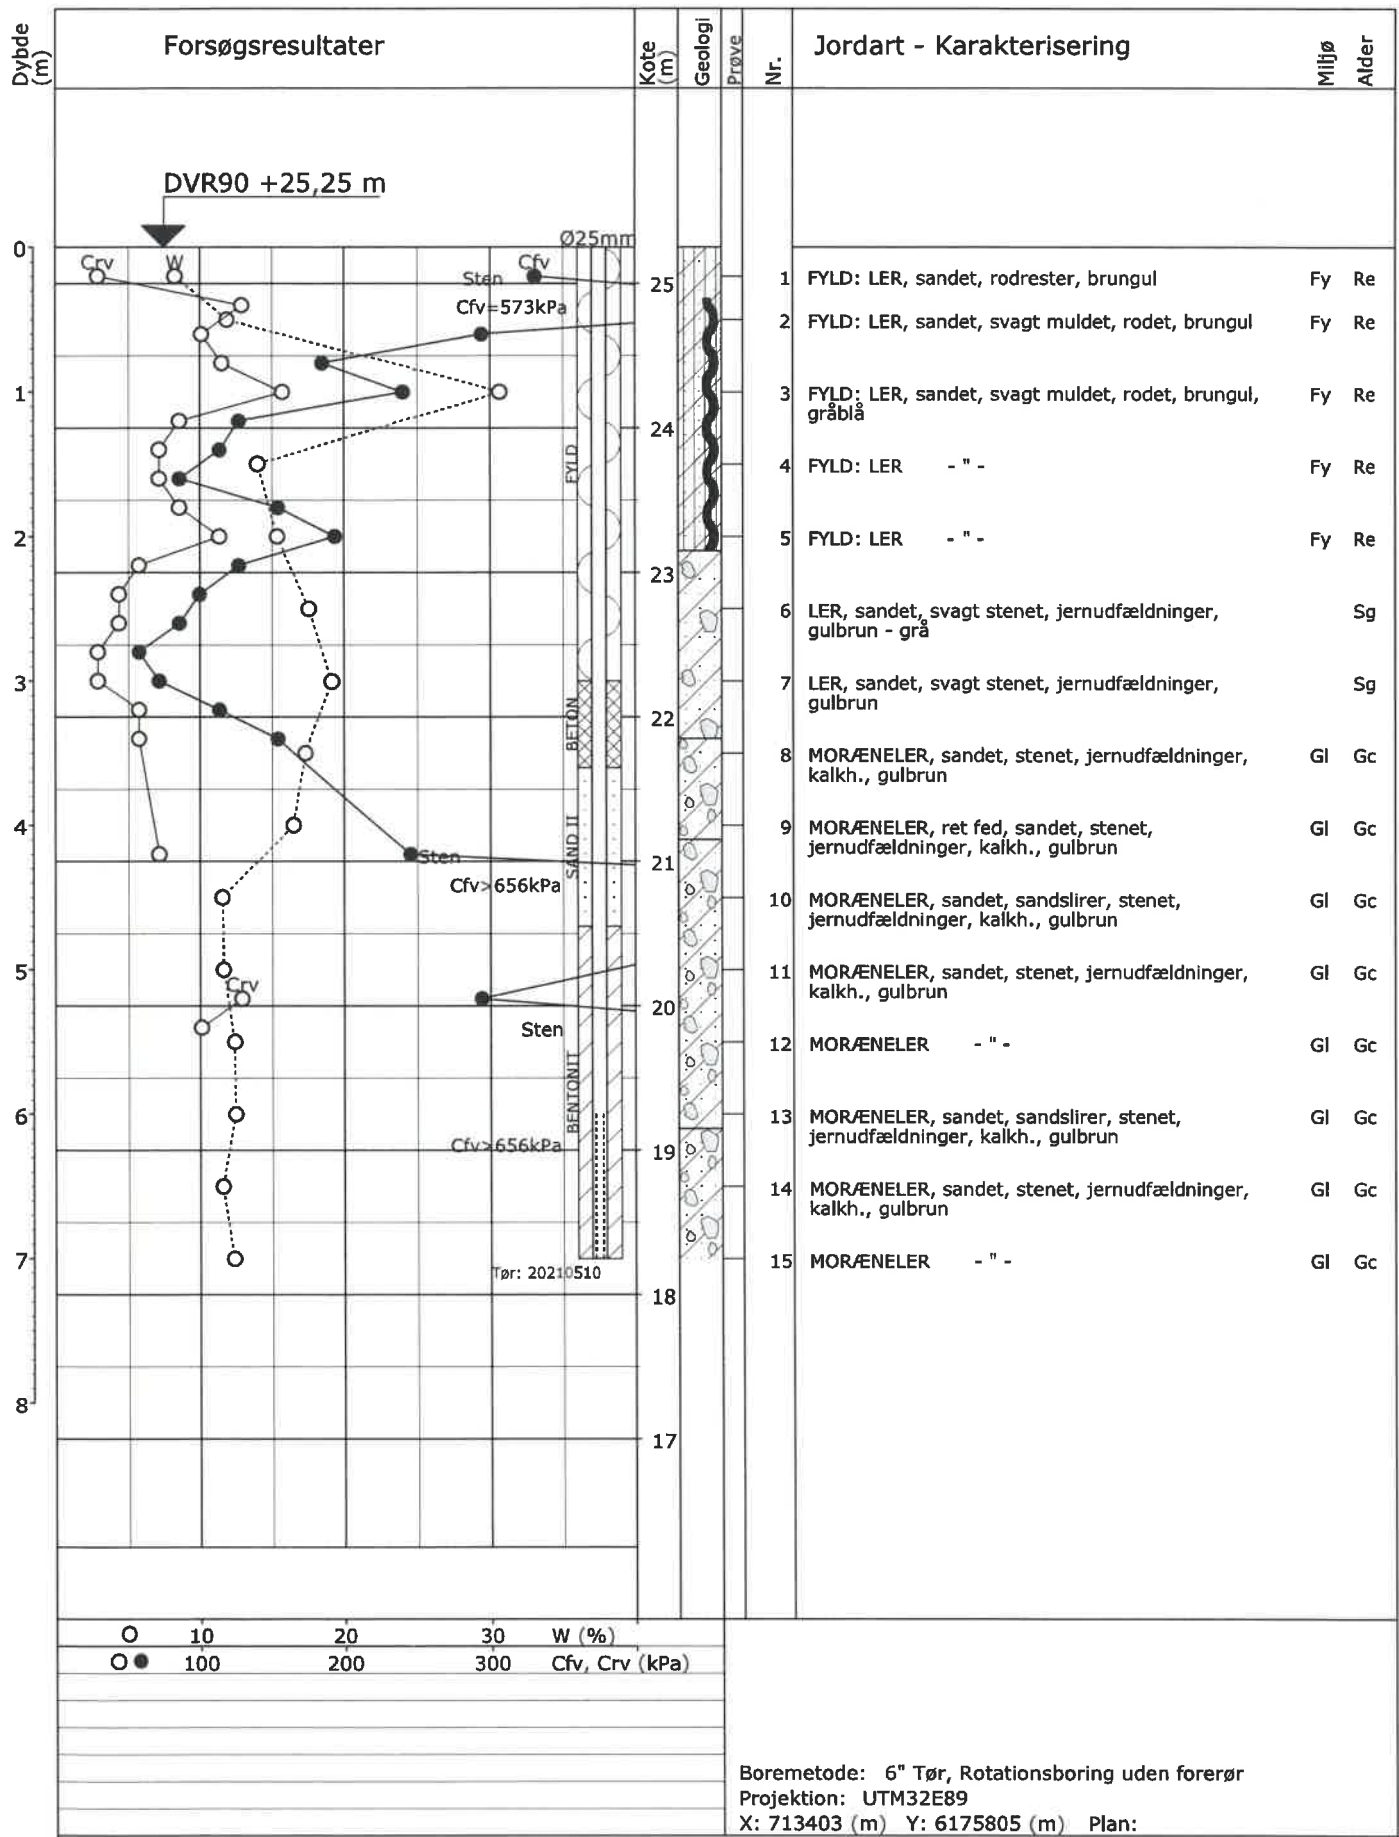 Dybde (m)
Forsøgsresultater
Kote (m)
Geologi
Prøve
Nr.
Jordart - Karakterisering
Miljø
Alder
DVR90 +25,25 m
Ø25mm
0
Crv
W
Sten
Cfv
Cfv=573kPa
25
1 FYLD: LER, sandet, rodrester, brungul Fy Re
2 FYLD: LER, sandet, svagt muldet, rodet, brungul Fy Re
1
24
3 FYLD: LER, sandet, svagt muldet, rodet, brungul, Fy Re
gråblå
FYLD
4 FYLD: LER - " - Fy Re
2
5 FYLD: LER - " - Fy Re
23
6 LER, sandet, svagt stenet, jernudfældninger, Sg
gulbrun - grå
3
7 LER, sandet, svagt stenet, jernudfældninger, Sg
gulbrun
22
BETON
8 MORÆNELER, sandet, stenet, jernudfældninger, Gl Gc
kalkh., gulbrun
4
9 MORÆNELER, ret fed, sandet, stenet, Gl Gc
jernudfældninger, kalkh., gulbrun
Sten
21
SAND II
Cfv>656kPa
10 MORÆNELER, sandet, sandslirer, stenet, Gl Gc
jernudfældninger, kalkh., gulbrun
5
11 MORÆNELER, sandet, stenet, jernudfældninger, Gl Gc
kalkh., gulbrun
Crv
20
Sten
12 MORÆNELER - " - Gl Gc
BENTONIT
6
13 MORÆNELER, sandet, sandslirer, stenet, Gl Gc
jernudfældninger, kalkh., gulbrun
Cfv>656kPa
19
14 MORÆNELER, sandet, stenet, jernudfældninger, Gl Gc
kalkh., gulbrun
7
15 MORÆNELER - " - Gl Gc
Tør: 20210510
18
8
17
10 20 30 W (%)
100 200 300 Cfv, Crv (kPa)
Boremetode: 6" Tør, Rotationsboring uden forerør
Projektion: UTM32E89
X: 713403 (m) Y: 6175805 (m) Plan: